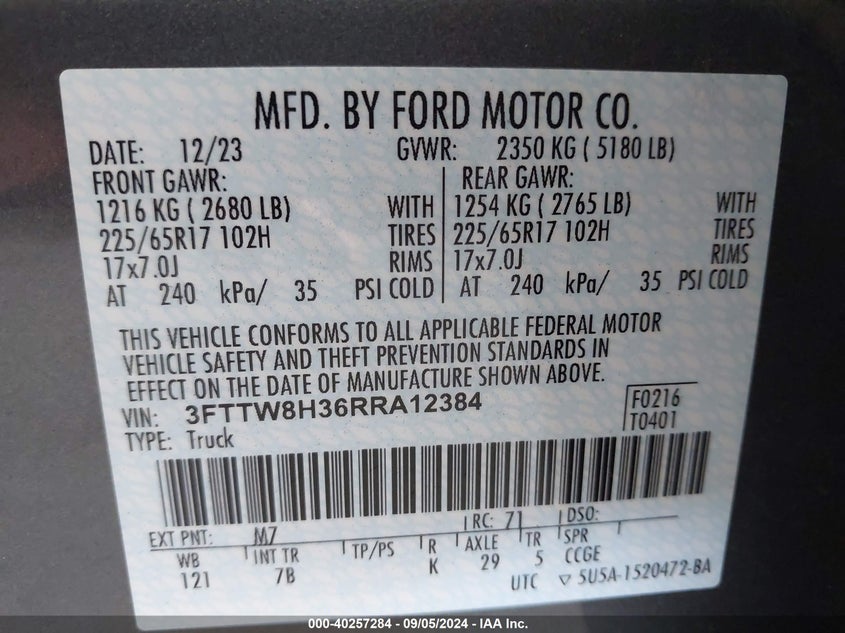 MFD. BY FORD MOTOR CO.
DATE: 12/23 GVWR: 2350 KG ( 5180 LB)
FRONT GAWR: REAR GAWR:
1216 KG ( 2680 LB) WITH 1254 KG ( 2765 LB) WITH
225/65R17 102H TIRES 225/65R17 102H TIRES
17x7.0J RIMS 17x7.0J RIMS
AT 240 kPa/ 35 PSI COLD AT 240 kPa/ 35 PSI COLD
THIS VEHICLE CONFORMS TO ALL APPLICABLE FEDERAL MOTOR
VEHICLE SAFETY AND THEFT PREVENTION STANDARDS IN
EFFECT ON THE DATE OF MANUFACTURE SHOWN ABOVE.
VIN: 3FTTW8H36RRA12384 F0216
TYPE: Truck T0401
EXT PNT: M7 RC: 71 DSO:
WB INT TR TP/PS R AXLE TR SPR
121 7B K 29 5 CCGE
UTC ▽ 5U5A-1520472-BA
000-40257284 - 09/05/2024 - IAA Inc.